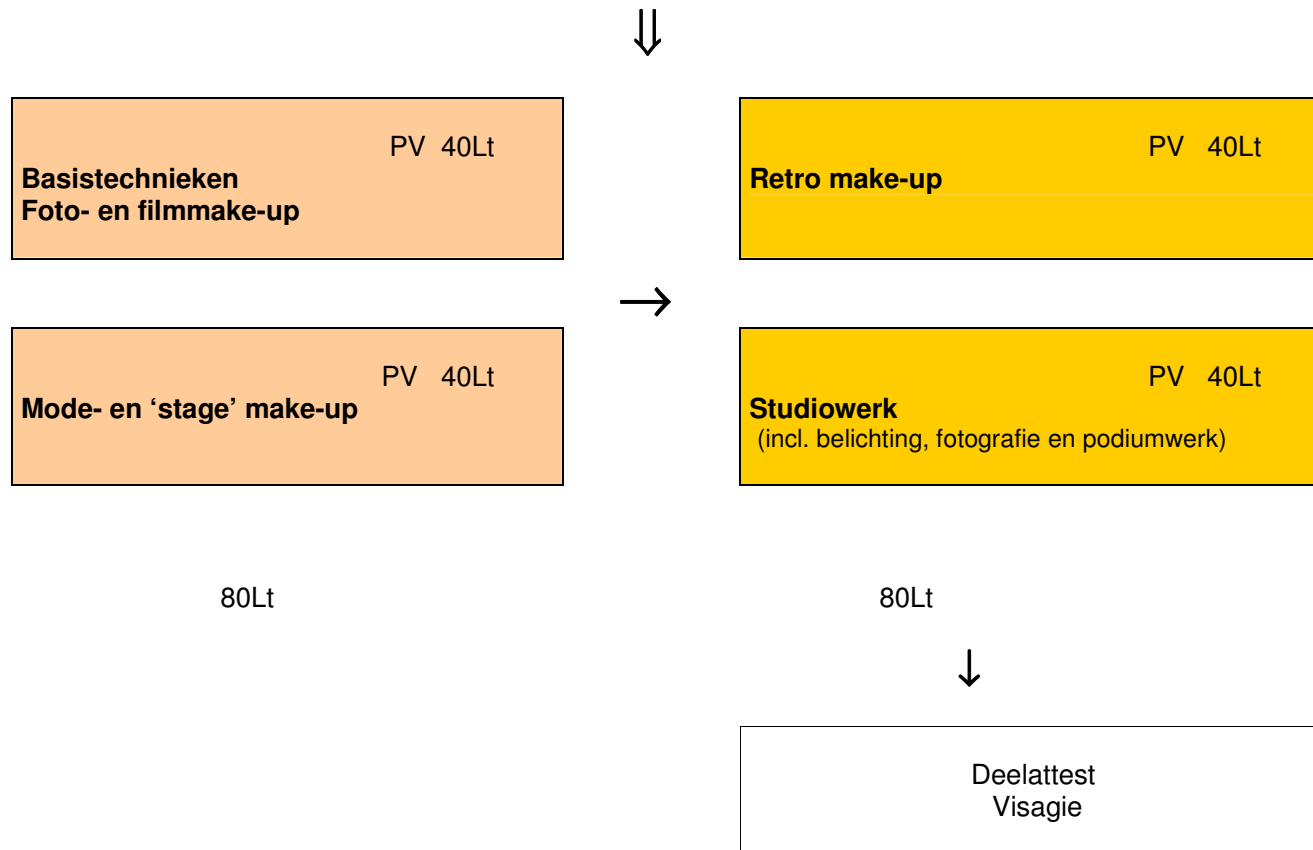 ⇓
PV 40Lt
Basistechnieken
Foto- en filmmake-up
PV 40Lt
Retro make-up
→
PV 40Lt
Mode- en ‘stage’ make-up
PV 40Lt
Studiowerk
(incl. belichting, fotografie en podiumwerk)
80Lt
80Lt
↓
Deelattest
Visagie